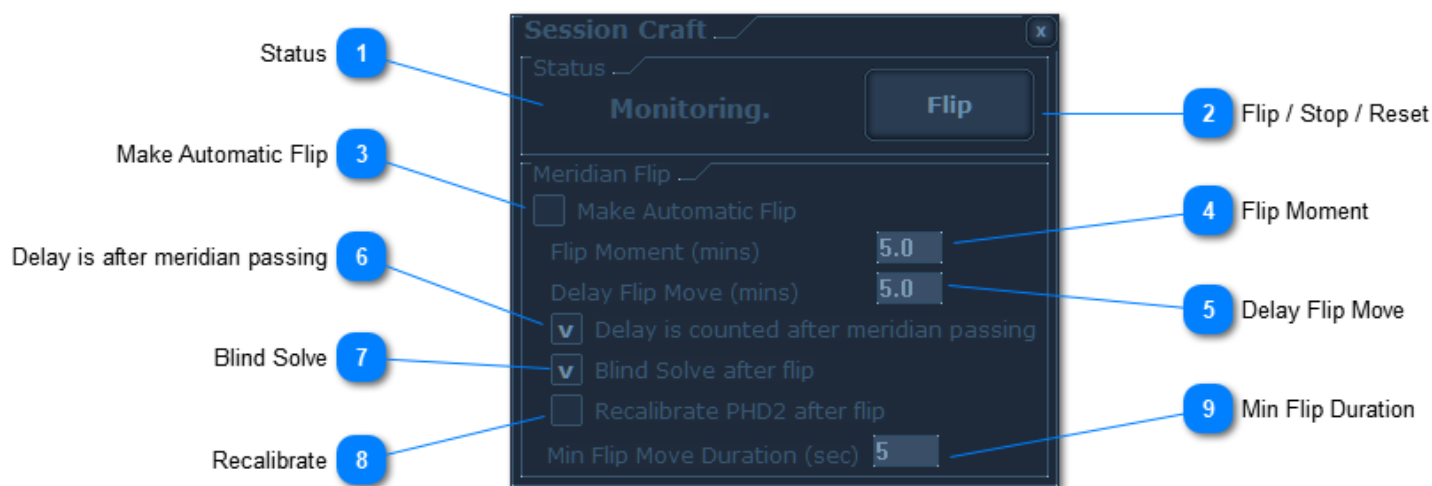 Session Craft
x
Status
Status
1
Monitoring.
Flip
2
Flip / Stop / Reset
Make Automatic Flip
3
Meridian Flip
Make Automatic Flip
4
Flip Moment
Flip Moment (mins)
5.0
Delay is after meridian passing
6
Delay Flip Move (mins)
5.0
5
Delay Flip Move
v
Delay is counted after meridian passing
Blind Solve
7
v
Blind Solve after flip
Recalibrate PHD2 after flip
9
Min Flip Duration
Recalibrate
8
Min Flip Move Duration (sec)
5